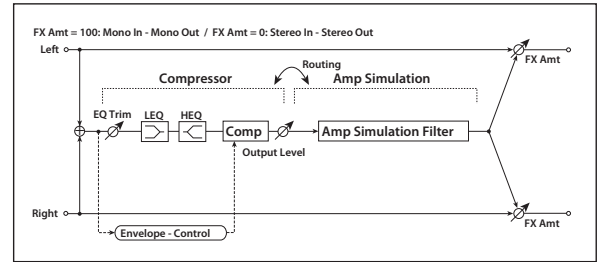 FX Amt = 100: Mono In - Mono Out / FX Amt = 0: Stereo In - Stereo Out
Left
FX Amt
Routing
Compressor
Amp Simulation
EQ Trim
LEQ
HEQ
Comp
Amp Simulation Filter
Output Level
Right
FX Amt
Envelope - Control